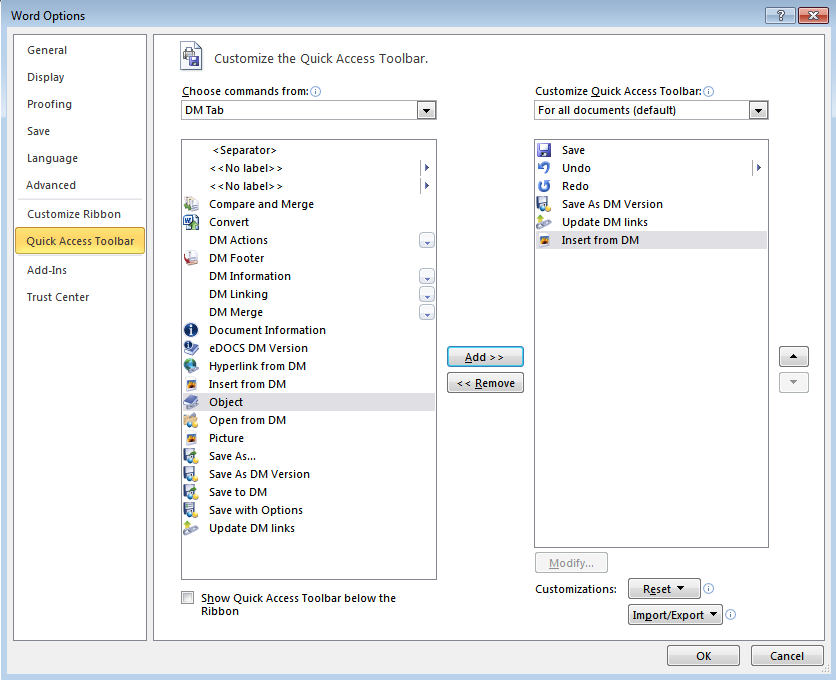 Word Options
General
Display
Proofing
Save
Language
Advanced
Customize Ribbon
Quick Access Toolbar
Add-Ins
Trust Center
Customize the Quick Access Toolbar.
Choose commands from:
DM Tab
<Separator>
<<No label>>
<<No label>>
Compare and Merge
Convert
DM Actions
DM Footer
DM Information
DM Linking
DM Merge
Document Information
eDOCS DM Version
Hyperlink from DM
Insert from DM
Object
Open from DM
Picture
Save As...
Save As DM Version
Save to DM
Save with Options
Update DM links
Show Quick Access Toolbar below the
Ribbon
Add >>
<< Remove
Customize Quick Access Toolbar:
For all documents (default)
Save
Undo
Redo
Save As DM Version
Update DM links
Insert from DM
Modify...
Customizations:
Reset
Import/Export
OK
Cancel